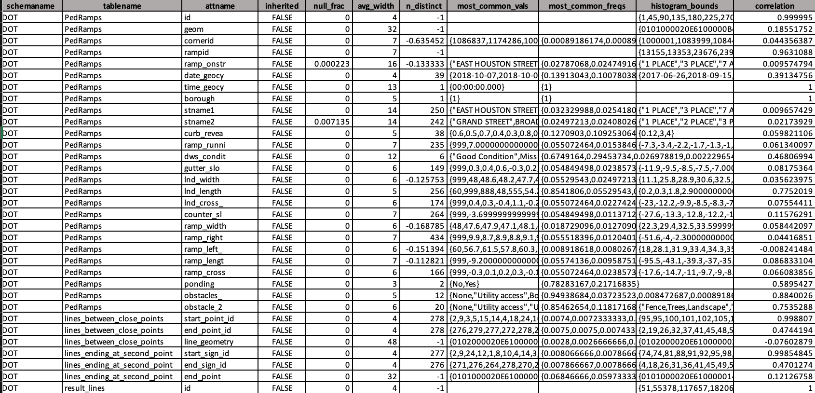 schemaname tablename attname inherited null_frac avg_width n_distinct most_common_vals most_common_freqs histogram_bounds correlation
DOT PedRamps id FALSE 0 4 -1 {1,45,90,135,180,225,270 0.999995
DOT PedRamps geom FALSE 0 32 -1 {0101000020E6100000B 0.18551752
DOT PedRamps cornerid FALSE 0 7 -0.635452 {1086837,1174286,100 {0.00089186174,0.00089 {1000001,1083999,1084 0.044356387
DOT PedRamps rampid FALSE 0 7 -1 {13155,13353,23676,239 0.9631088
DOT PedRamps ramp_onstr FALSE 0.000223 16 -0.133333 {"EAST HOUSTON STREET {0.02787068,0.02474916 {"1 PLACE","3 PLACE","7 A 0.009574794
DOT PedRamps date_geocy FALSE 0 4 39 {2018-10-07,2018-10-0 {0.13913043,0.10078038 {2017-06-26,2018-09-15, 0.39134756
DOT PedRamps time_geocy FALSE 0 13 1 {00:00:00.000} {1} 1
DOT PedRamps borough FALSE 0 5 1 {1} {1} 1
DOT PedRamps stname1 FALSE 0 14 250 {"EAST HOUSTON STREET {0.032329988,0.0254180 {"1 PLACE","3 PLACE","7 A 0.009657429
DOT PedRamps stname2 FALSE 0.007135 14 242 {"GRAND STREET",BROAD {0.02497213,0.02408026 {"1 PLACE","3 PLACE","3 P 0.02173929
DOT PedRamps curb_revea FALSE 0 5 38 {0.6,0.5,0.7,0.4,0.3,0.8,0 {0.1270903,0.109253064 {0.12,3,4} 0.059821106
DOT PedRamps ramp_runni FALSE 0 7 235 {999,7.0000000000000 {0.055072464,0.0153846 {-7.3,-3.4,-2.2,-1.7,-1.3,-1, 0.061340097
DOT PedRamps dws_condit FALSE 0 12 6 {"Good Condition",Miss {0.6749164,0.29453734,0.026978819,0.002229654 0.46806994
DOT PedRamps gutter_slo FALSE 0 6 149 {999,0.3,0.4,0.6,-0.3,0.2 {0.054849498,0.0238573 {-11.9,-9.5,-8.5,-7.5,-7.000 0.08175364
DOT PedRamps lnd_width FALSE 0 6 -0.125753 {999,48,48.6,48.2,47.7,4 {0.05529543,0.02497213 {11.1,25.8,28.9,30.6,32.5, 0.035623975
DOT PedRamps lnd_length FALSE 0 5 256 {60,999,888,48,555,54. {0.8541806,0.05529543,0 {0.2,0.3,1.8,2.900000000 0.7752019
DOT PedRamps lnd_cross_ FALSE 0 6 174 {999,0.4,0.3,-0.4,1.1,-0.2 {0.055072464,0.0227424 {-23,-12.2,-9.9,-8.5,-8.3,-7 0.07554411
DOT PedRamps counter_sl FALSE 0 7 264 {999,-3.699999999999 {0.054849498,0.0113712 {-27.6,-13.3,-12.8,-12.2,-1 0.11576291
DOT PedRamps ramp_width FALSE 0 7 -0.168785 {48,47.6,47.9,47.1,48.1, {0.018729096,0.0127090 {22.3,29.4,32.5,33.59999 0.058442097
DOT PedRamps ramp_right FALSE 0 7 434 {999,9.9,8.7,8.9,8.8,9.1, {0.055518396,0.0120401 {-51.6,-4,-2.3000000000 0.04416851
DOT PedRamps ramp_left_ FALSE 0 7 -0.151394 {60,56.7,61.5,57.8,60.3, {0.008918618,0.0080267 {18,28.1,31.9,33.4,34.3,35 -0.008241484
DOT PedRamps ramp_lengt FALSE 0 7 -0.112821 {999,-9.20000000000000 {0.05574136,0.00958751 {-95.5,-43.1,-39.3,-37,-35. 0.086833104
DOT PedRamps ramp_cross FALSE 0 6 166 {999,-0.3,0.1,0.2,0.3,-0. {0.055072464,0.0238573 {-17.6,-14.7,-11,-9.7,-9,-8 0.066083856
DOT PedRamps ponding FALSE 0 3 2 {No,Yes} {0.78283167,0.21716835} 0.5895427
DOT PedRamps obstacles_ FALSE 0 5 12 {None,"Utility access",Bo {0.94938684,0.03723523,0.008472687,0.00089186 0.8840026
DOT PedRamps obstacle_2 FALSE 0 6 20 {None,"Utility access","U {0.85462654,0.11817168 {"Fence,Trees,Landscape", 0.7535288
DOT lines_between_close_points start_point_id FALSE 0 4 278 {2,9,3,5,15,14,4,18,24,1 {0.0074,0.0072333333,0. {95,95,100,101,102,105,1 0.998807
DOT lines_between_close_points end_point_id FALSE 0 4 278 {276,279,277,272,278,2 {0.0075,0.0075,0.007433 {2,19,26,32,37,41,45,48,5 0.4744194
DOT lines_between_close_points line_geometry FALSE 0 48 -1 {0102000020E6100000 {0.0028,0.0026666666,0. {0102000020E61000000 -0.07602879
DOT lines_ending_at_second_point start_sign_id FALSE 0 4 277 {2,9,24,12,1,8,10,4,14,3 {0.008066666,0.0078666 {74,74,81,88,91,92,95,98, 0.99854845
DOT lines_ending_at_second_point end_sign_id FALSE 0 4 276 {271,276,264,278,270,2 {0.007866667,0.0078666 {4,18,26,31,36,41,45,49,5 0.4701274
DOT lines_ending_at_second_point end_point FALSE 0 32 -1 {0101000020E6100000 {0.06846666,0.05973333 {0101000020E61000001 0.12126758
DOT result_lines id FALSE 0 4 -1 {51,55378,117657,18206 1